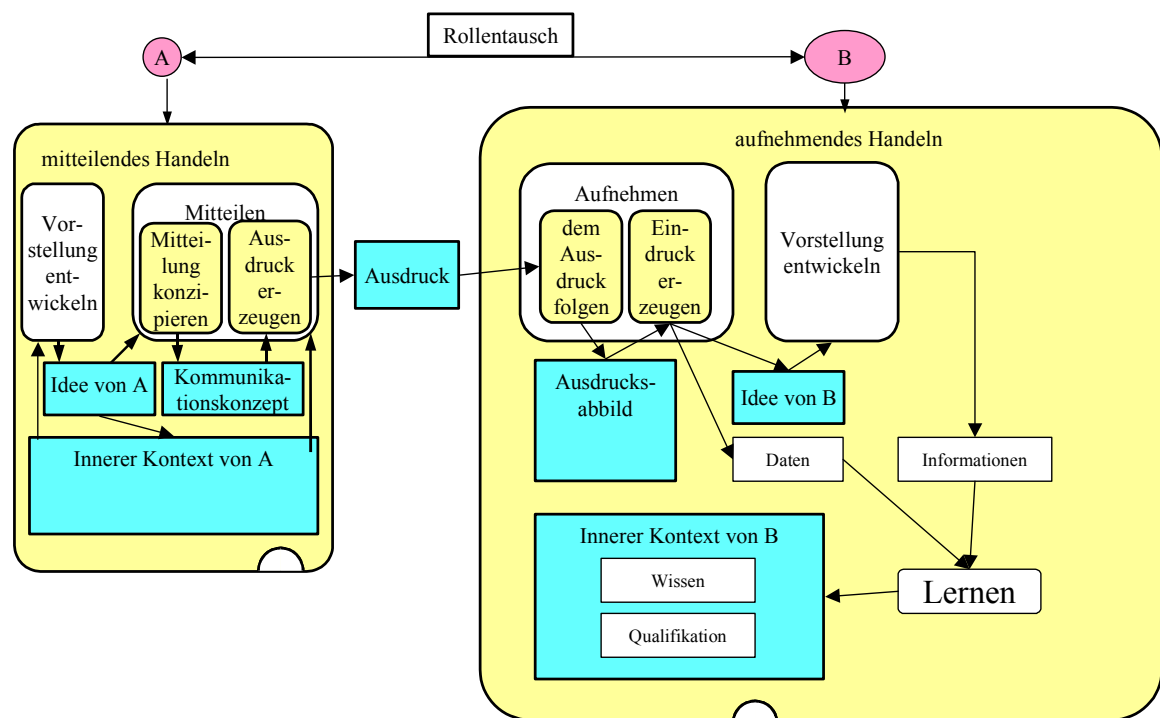 Rollentausch
A
B
mitteilendes Handeln
Vor-
stellung
ent-
wickeln
Mitteilen
Mittei-
lung
konzi-
pieren
Aus-
druck
er-
zeugen
Idee von A
Kommunika-
tionskonzept
Innerer Kontext von A
Ausdruck
aufnehmendes Handeln
Aufnehmen
dem
Aus-
druck
folgen
Ein-
druck
er-
zeugen
Vorstellung
entwickeln
Ausdrucks-
abbild
Idee von B
Daten
Informationen
Innerer Kontext von B
Wissen
Qualifikation
Lernen